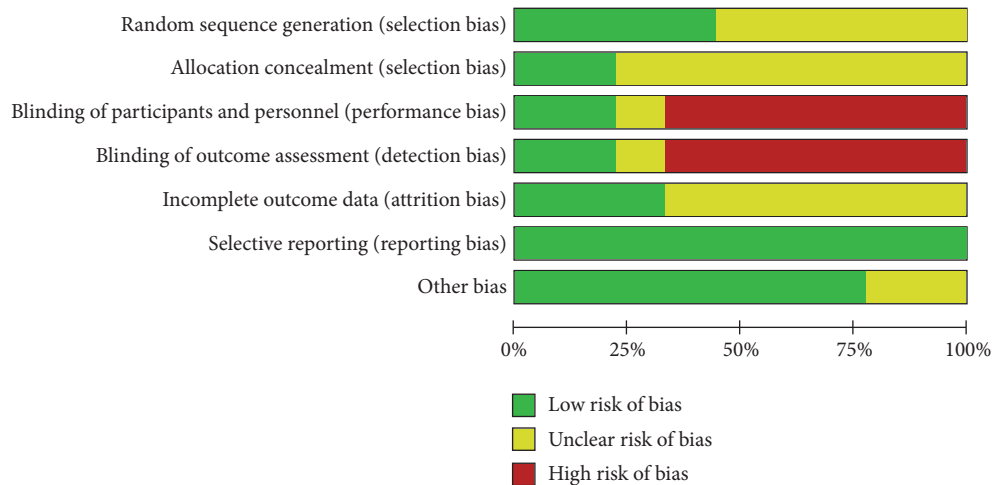 Random sequence generation (selection bias)
Allocation concealment (selection bias)
Blinding of participants and personnel (performance bias)
Blinding of outcome assessment (detection bias)
Incomplete outcome data (attrition bias)
Selective reporting (reporting bias)
Other bias
0% 25% 50% 75% 100%
Low risk of bias
Unclear risk of bias
High risk of bias